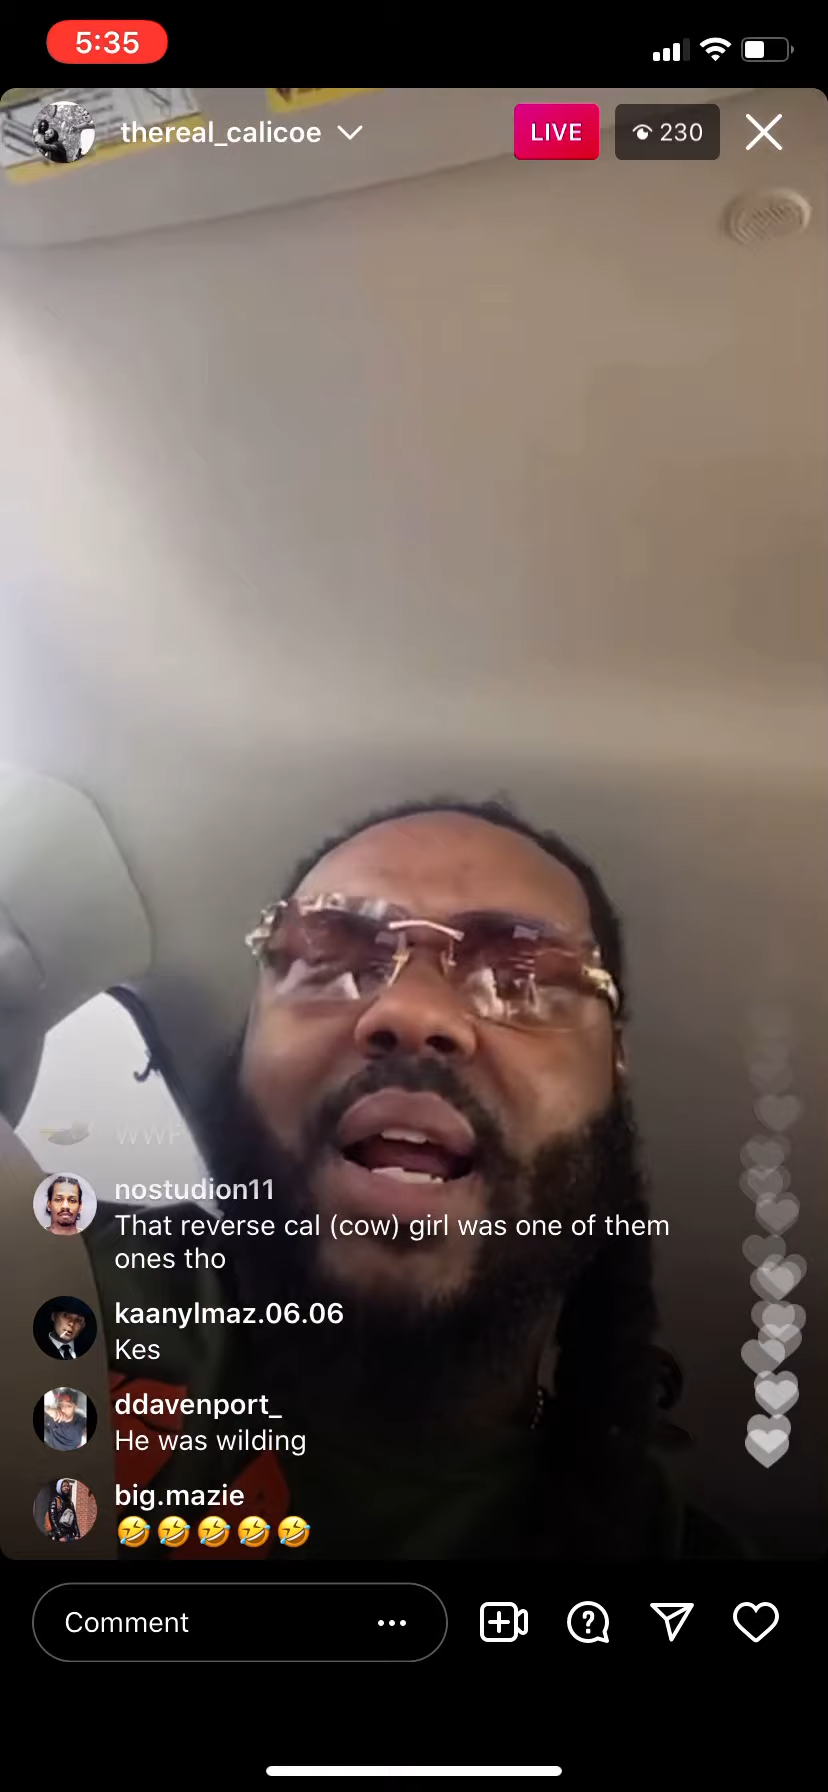 5:35
thereal_calicoe
LIVE
230
nostudion11
That reverse cal (cow) girl was one of them
ones tho
kaanylmaz.06.06
Kes
ddavenport_
He was wilding
big.mazie
🤣🤣🤣🤣🤣
Comment